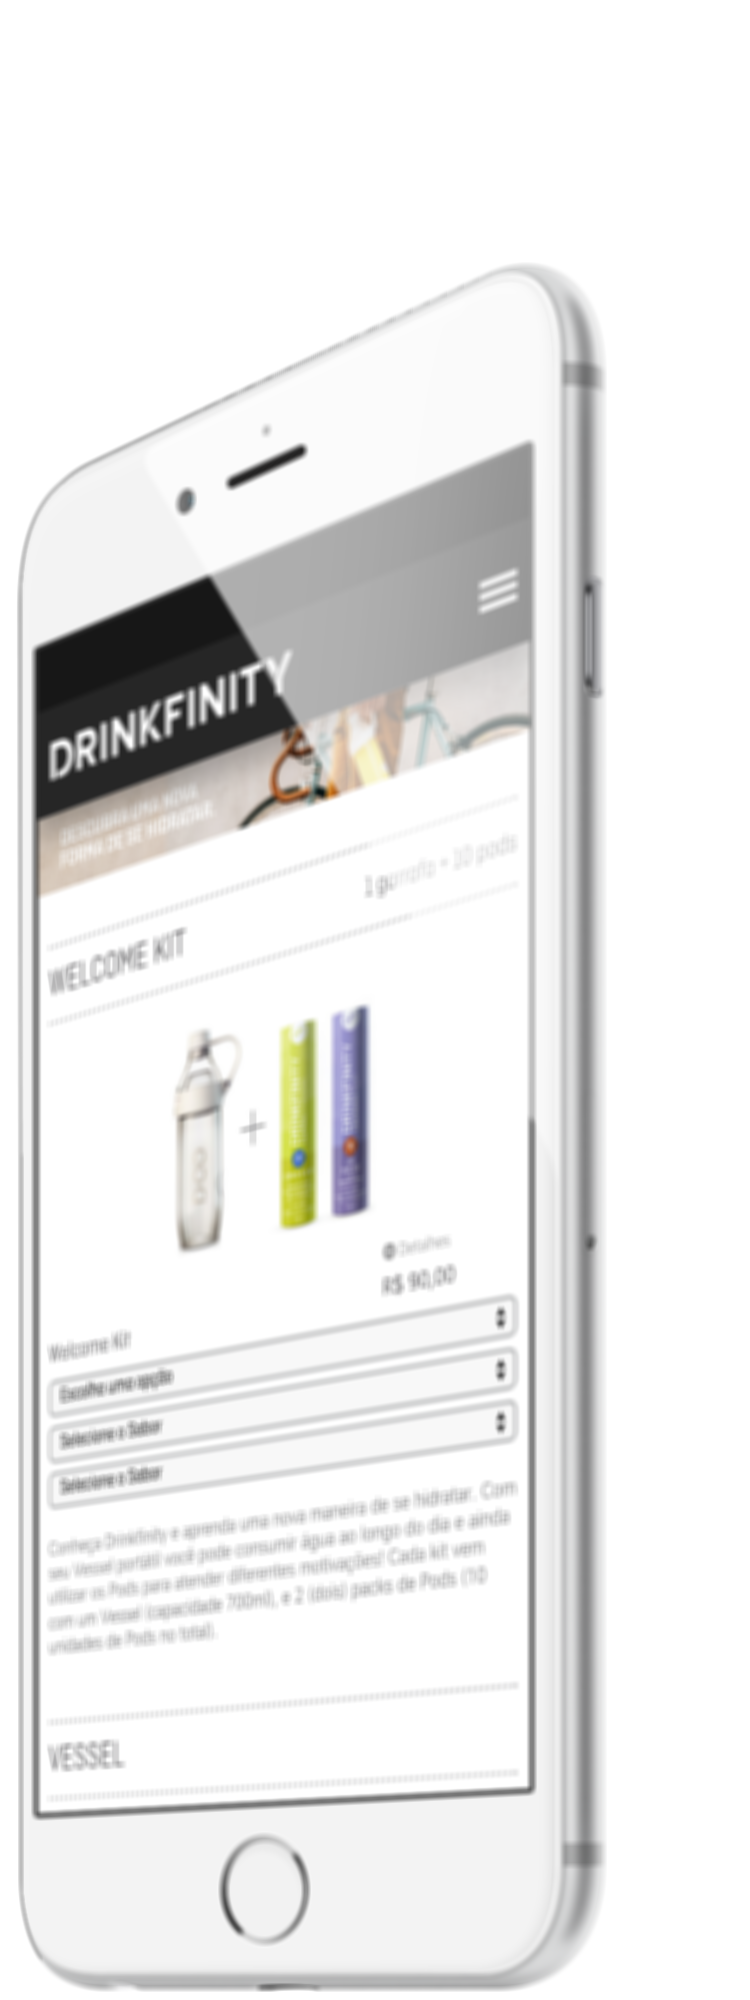 DRINKFINITY
DESCUBRA UMA NOVA
FORMA DE SE HIDRATAR
1 garrafa + 10 pods
WELCOME KIT
+
Detalhes
R$ 90,00
Welcome Kit
Escolha uma opção
Selecione o Sabor
Selecione o Sabor
Conheça Drinkfinity e aprenda uma nova maneira de se hidratar. Com
seu Vessel portátil você pode consumir água ao longo do dia e ainda
utilizar os Pods para atender diferentes motivações! Cada kit vem
com um Vessel (capacidade 700ml), e 2 (dois) packs de Pods (10
unidades de Pods no total).
VESSEL